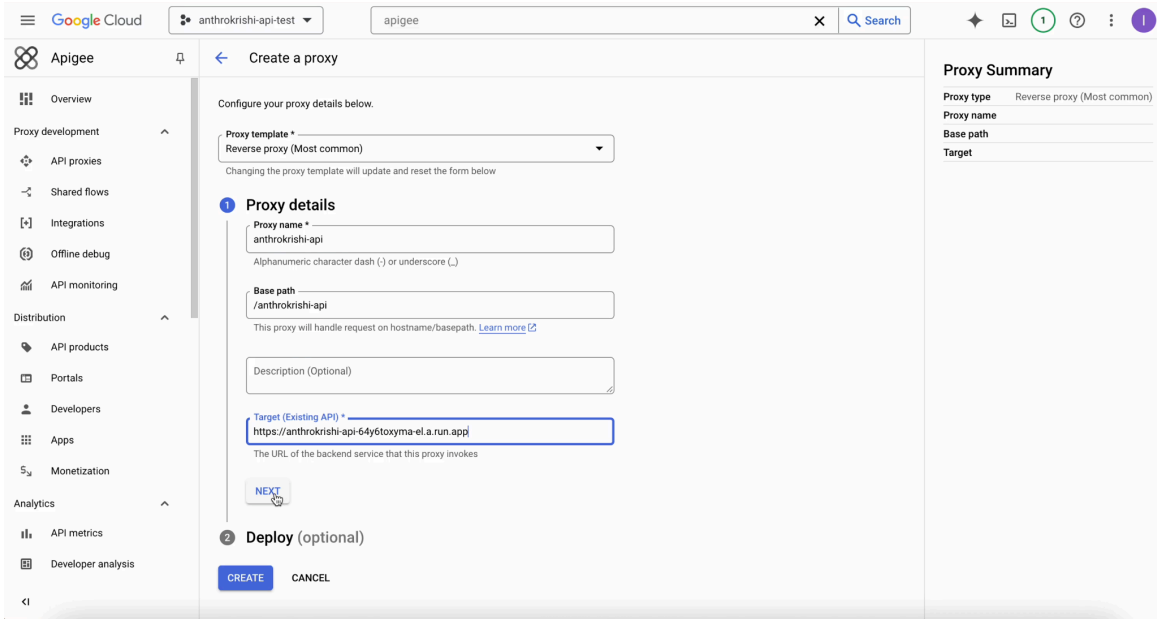 Google Cloud
anthrokrishi-api-test
apigee
Search
1
I
Apigee
Overview
Proxy development
API proxies
Shared flows
Integrations
Offline debug
API monitoring
Distribution
API products
Portals
Developers
Apps
Monetization
Analytics
API metrics
Developer analysis
Create a proxy
Configure your proxy details below.
Proxy template *
Reverse proxy (Most common)
Changing the proxy template will update and reset the form below
1 Proxy details
Proxy name *
anthrokrishi-api
Alphanumeric character dash (-) or underscore (_)
Base path
/anthrokrishi-api
This proxy will handle request on hostname/basepath. Learn more
Description (Optional)
Target (Existing API) *
https://anthrokrishi-api-64y6toxyma-el.a.run.app
The URL of the backend service that this proxy invokes
NEXT
2 Deploy (optional)
CREATE CANCEL
Proxy Summary
Proxy type Reverse proxy (Most common)
Proxy name
Base path
Target